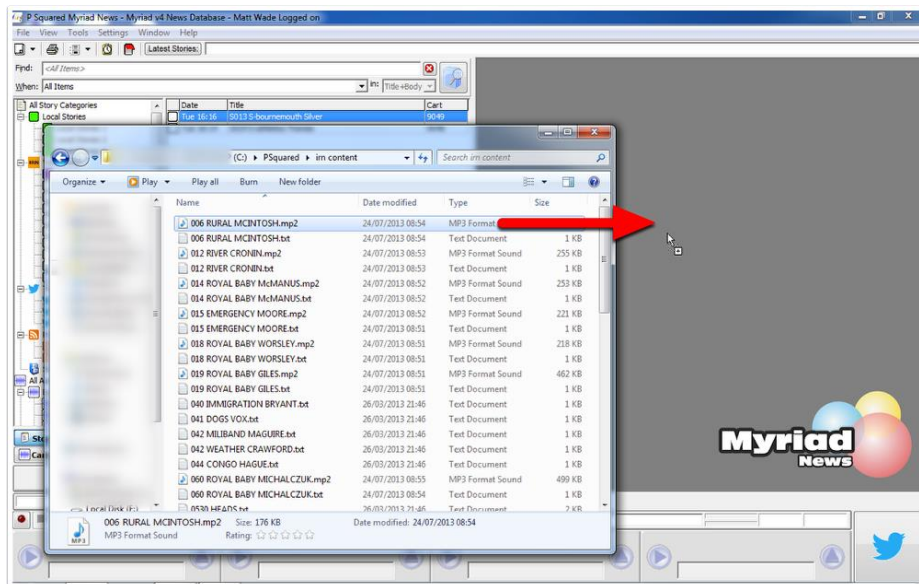 P Squared Myriad News - Myriad v4 News Database - Matt Wade Logged on
File View Tools Settings Window Help
Latest Stories:
Find: <All Items>
When: All Items in: Title+Body
All Story Categories Date Title Cart
Local Stories Tue 16:16 S013 S-bournemouth Silver 9049
(C:) PSquared irn content Search irn content
Organize Play Play all Burn New folder
Name Date modified Type Size
006 RURAL MCINTOSH.mp2 24/07/2013 08:54 MP3 Format
006 RURAL MCINTOSH.txt 24/07/2013 08:54 Text Document 1 KB
012 RIVER CRONIN.mp2 24/07/2013 08:53 MP3 Format Sound 255 KB
012 RIVER CRONIN.txt 24/07/2013 08:53 Text Document 1 KB
014 ROYAL BABY McMANUS.mp2 24/07/2013 08:52 MP3 Format Sound 253 KB
014 ROYAL BABY McMANUS.txt 24/07/2013 08:52 Text Document 1 KB
015 EMERGENCY MOORE.mp2 24/07/2013 08:52 MP3 Format Sound 221 KB
015 EMERGENCY MOORE.txt 24/07/2013 08:51 Text Document 1 KB
018 ROYAL BABY WORSLEY.mp2 24/07/2013 08:51 MP3 Format Sound 218 KB
018 ROYAL BABY WORSLEY.txt 24/07/2013 08:51 Text Document 1 KB
019 ROYAL BABY GILES.mp2 24/07/2013 08:51 MP3 Format Sound 462 KB
019 ROYAL BABY GILES.txt 24/07/2013 08:51 Text Document 1 KB
040 IMMIGRATION BRYANT.txt 26/03/2013 21:46 Text Document 1 KB
041 DOGS VOX.txt 26/03/2013 21:46 Text Document 1 KB
042 MILIBAND MAGUIRE.txt 26/03/2013 21:46 Text Document 1 KB
042 WEATHER CRAWFORD.txt 26/03/2013 21:46 Text Document 1 KB
044 CONGO HAGUE.txt 26/03/2013 21:46 Text Document 1 KB
060 ROYAL BABY MICHALCZUK.mp2 24/07/2013 08:55 MP3 Format Sound 499 KB
060 ROYAL BABY MICHALCZUK.txt 24/07/2013 08:54 Text Document 1 KB
0530 HEADS.txt 26/03/2013 21:46 Text Document 2 KB
Local Disk (F:)
Myriad
News
006 RURAL MCINTOSH.mp2 Size: 176 KB Date modified: 24/07/2013 08:54
MP3 Format Sound Rating:
MP3